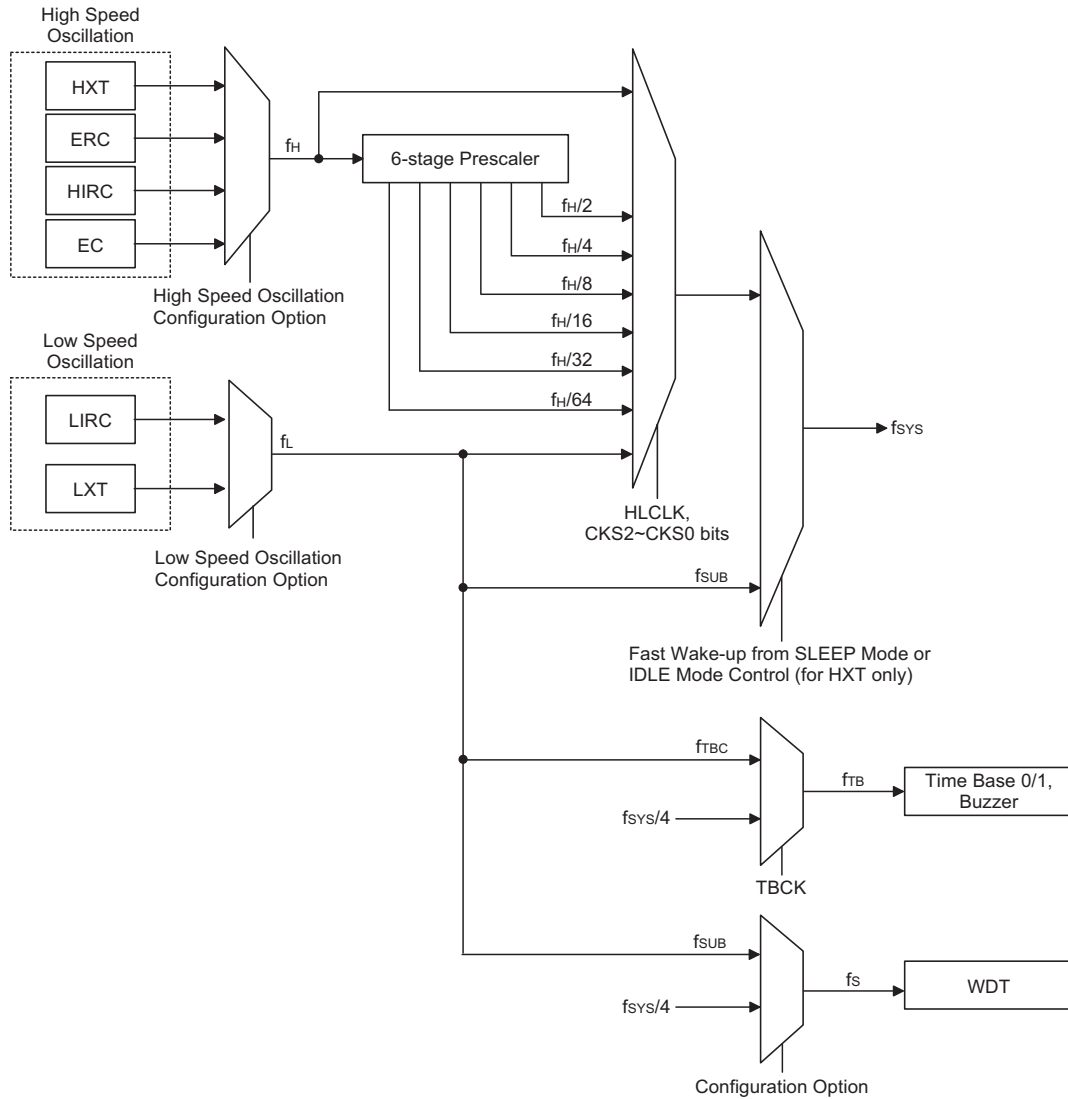 High Speed
Oscillation
HXT
ERC
HIRC
EC
fH
6-stage Prescaler
fH/2
fH/4
fH/8
fH/16
fH/32
fH/64
High Speed Oscillation
Configuration Option
Low Speed
Oscillation
LIRC
LXT
fL
Low Speed Oscillation
Configuration Option
HLCLK,
CKS2~CKS0 bits
fSYS
fSUB
Fast Wake-up from SLEEP Mode or
IDLE Mode Control (for HXT only)
fTBC
fSYS/4
fTB
Time Base 0/1,
Buzzer
TBCK
fSUB
fSYS/4
fS
WDT
Configuration Option